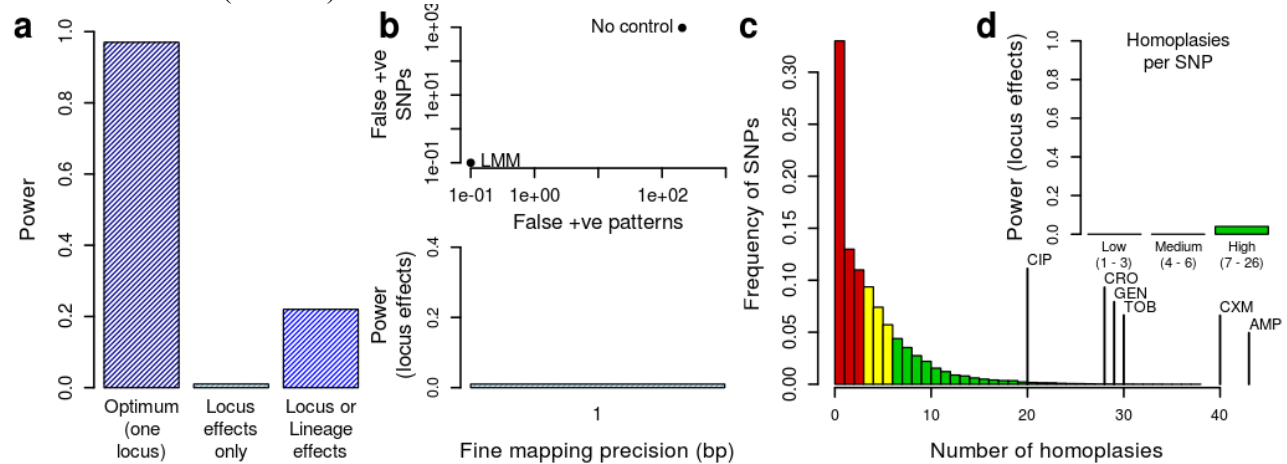 a
Power
0.0
0.2
0.4
0.6
0.8
1.0
Optimum
(one
locus)
Locus
effects
only
Locus or
Lineage
effects
b
False +ve
SNPs
1e-01
1e+01
1e+03
No control
LMM
1e-01
1e+00
1e+02
False +ve patterns
Power
(locus effects)
0.0
0.2
0.4
1
Fine mapping precision (bp)
c
Frequency of SNPs
0.00
0.05
0.10
0.15
0.20
0.25
0.30
CIP
CRO
GEN
TOB
CXM
AMP
0
10
20
30
40
Number of homoplasies
d
Homoplasies
per SNP
Power (locus effects)
0.0
0.2
0.4
0.6
0.8
1.0
Low
(1 - 3)
Medium
(4 - 6)
High
(7 - 26)